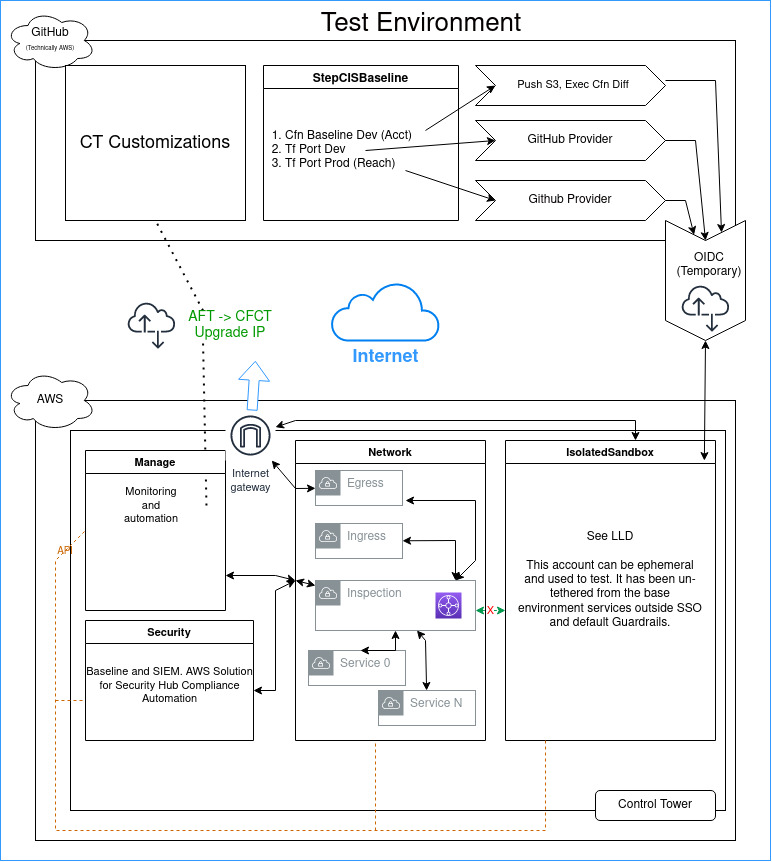 Test Environment
GitHub
(Technically AWS)
CT Customizations
StepCISBaseline
1. Cfn Baseline Dev (Acct)
2. Tf Port Dev
3. Tf Port Prod (Reach)
Push S3, Exec Cfn Diff
GitHub Provider
Github Provider
OIDC
(Temporary)
AFT -> CFCT
Upgrade IP
Internet
AWS
Internet
gateway
Manage
Monitoring
and
automation
API
Security
Baseline and SIEM. AWS Solution
for Security Hub Compliance
Automation
Network
Egress
Ingress
Inspection
Service 0
Service N
X
IsolatedSandbox
See LLD
This account can be ephemeral
and used to test. It has been un-
tethered from the base
environment services outside SSO
and default Guardrails.
Control Tower